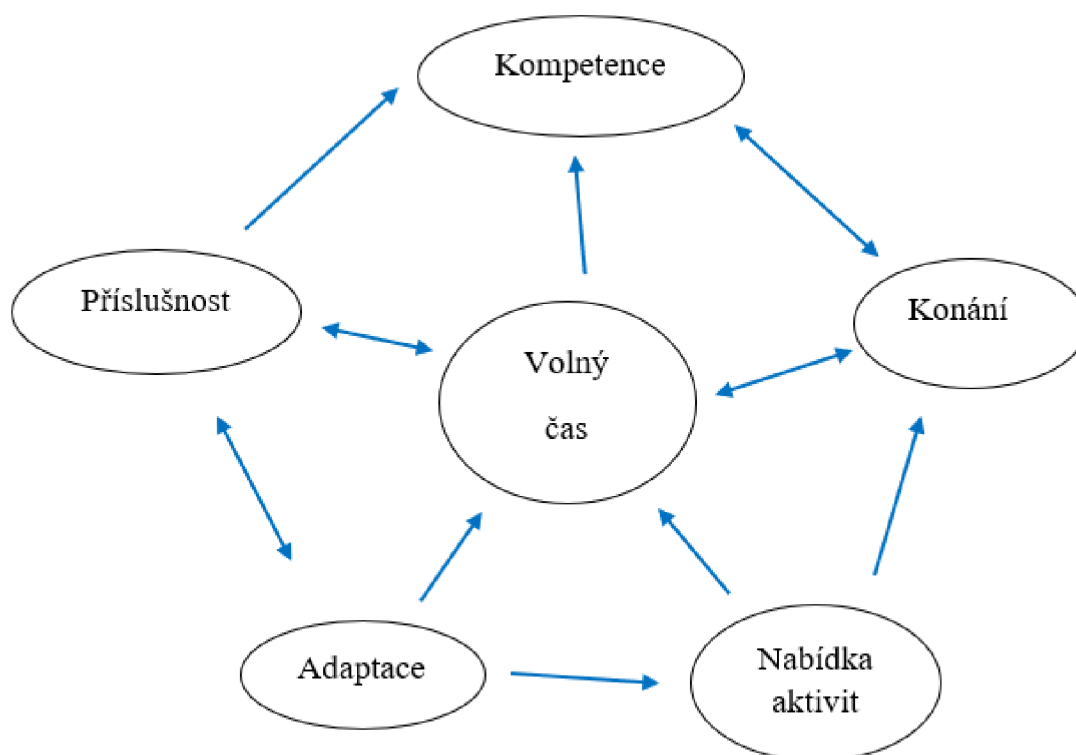 Kompetence
Příslušnost
Konání
Volný
čas
Adaptace
Nabídka
aktivit